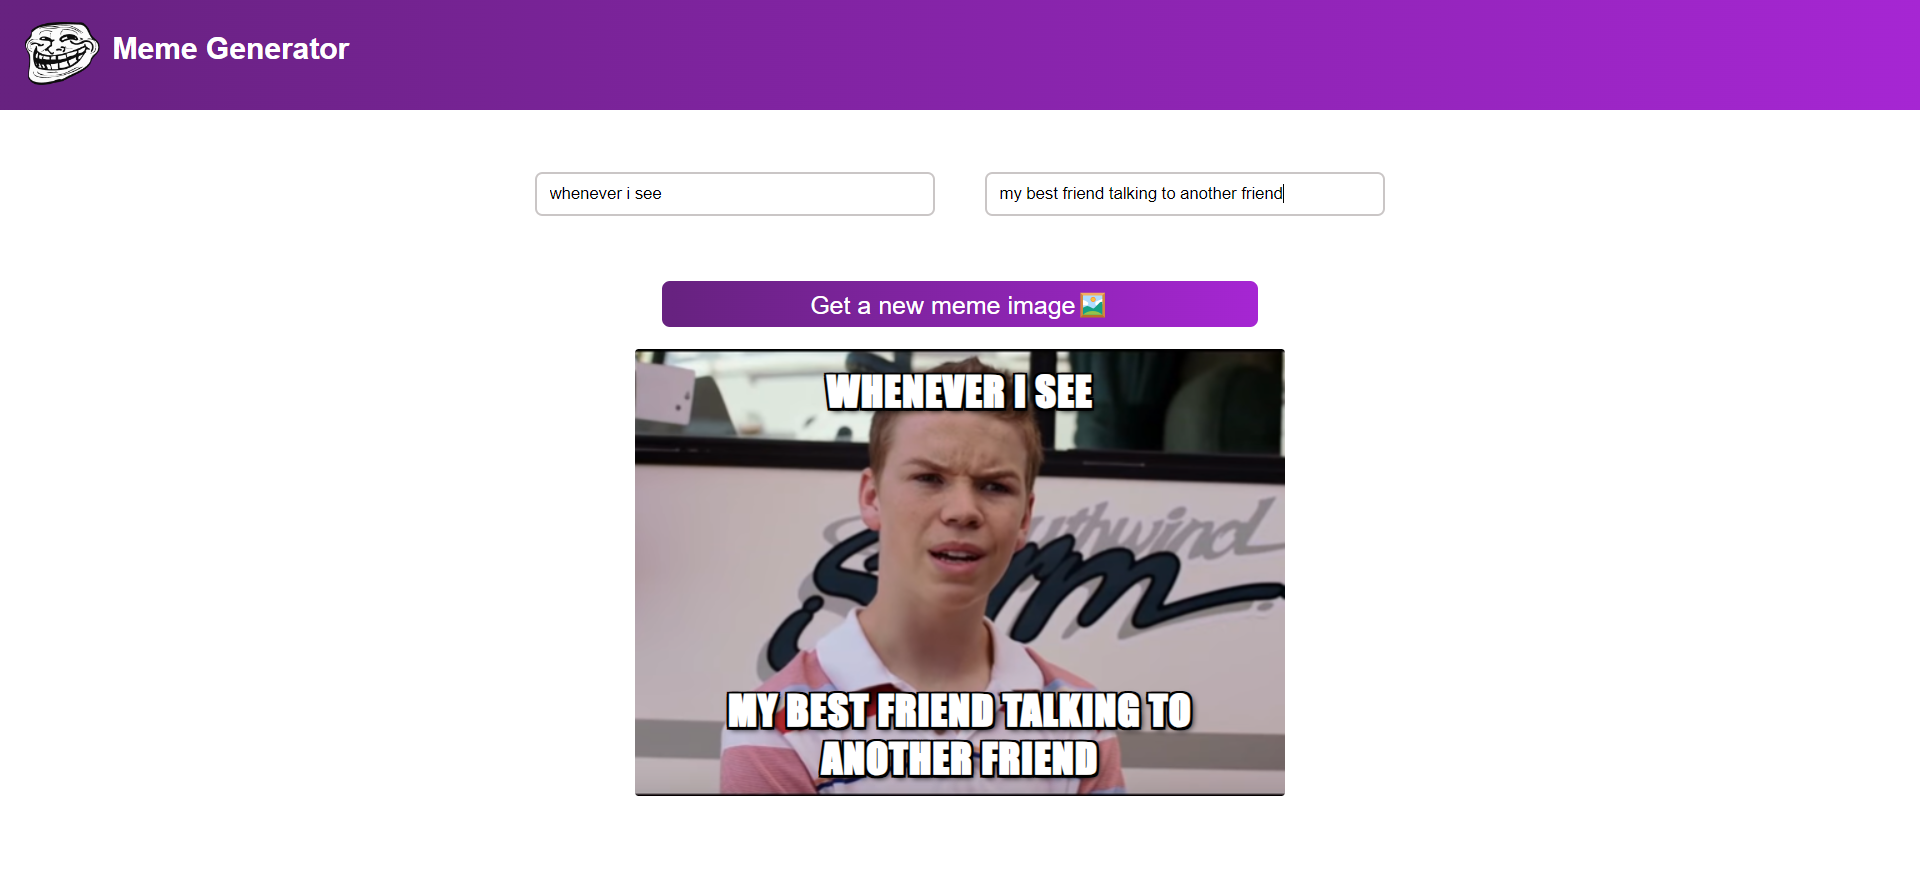 Meme Generator
whenever i see
my best friend talking to another friend
Get a new meme image
WHENEVER I SEE
uthwind
MY BEST FRIEND TALKING TO
ANOTHER FRIEND